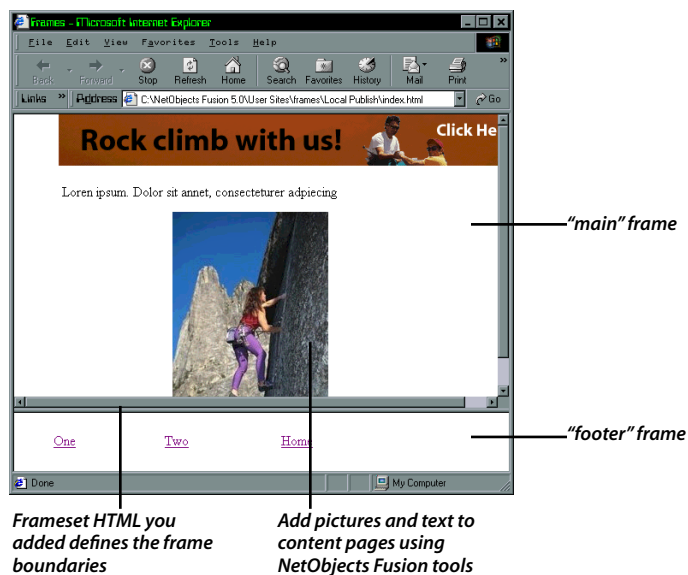 Frames - Microsoft Internet Explorer
File Edit View Favorites Tools Help
Back Forward Stop Refresh Home Search Favorites History Mail Print »
Links » Address C:\NetObjects Fusion 5.0\User Sites\frames\Local Publish\index.html Go
Rock climb with us!
Click He
Loren ipsum. Dolor sit annet, consecteturer adpiecing
"main" frame
One Two Home
"footer" frame
Done My Computer
Frameset HTML you
added defines the frame
boundaries
Add pictures and text to
content pages using
NetObjects Fusion tools